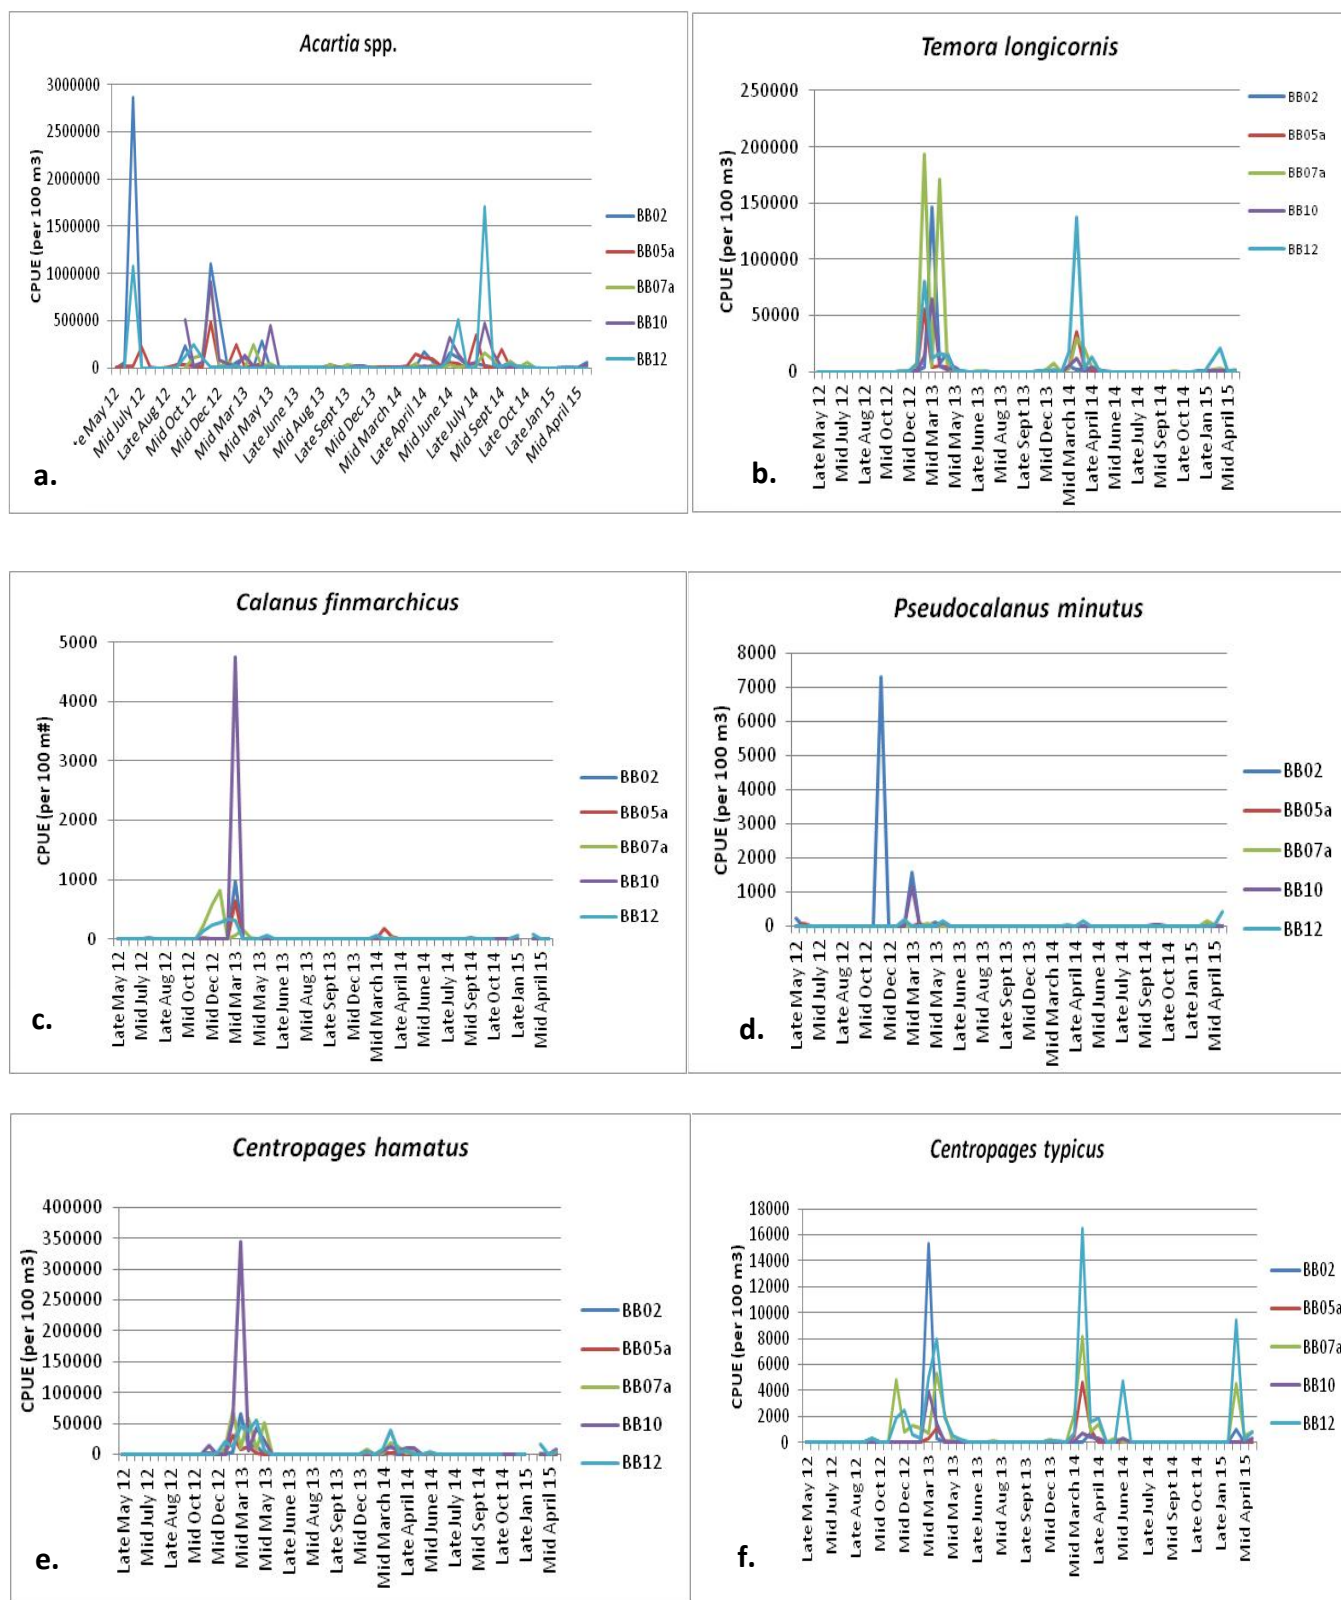 Acartia spp.
CPUE (per 100 m3)
3000000
2500000
2000000
1500000
1000000
500000
0
e May 12
Mid July 12
Late Aug 12
Mid Oct 12
Mid Dec 12
Mid Mar 13
Mid May 13
Late June 13
Mid Aug 13
Late Sept 13
Mid Dec 13
Mid March 14
Late April 14
Mid June 14
Late July 14
Mid Sept 14
Late Oct 14
Late Jan 15
Mid April 15
BB02
BB05a
BB07a
BB10
BB12
a.
Temora longicornis
CPUE (per 100 m3)
250000
200000
150000
100000
50000
0
Late May 12
Mid July 12
Late Aug 12
Mid Oct 12
Mid Dec 12
Mid Mar 13
Mid May 13
Late June 13
Mid Aug 13
Late Sept 13
Mid Dec 13
Mid March 14
Late April 14
Mid June 14
Late July 14
Mid Sept 14
Late Oct 14
Late Jan 15
Mid April 15
BB02
BB05a
BB07a
BB10
BB12
b.
Calanus finmarchicus
CPUE (per 100 m#)
5000
4000
3000
2000
1000
0
Late May 12
Mid July 12
Late Aug 12
Mid Oct 12
Mid Dec 12
Mid Mar 13
Mid May 13
Late June 13
Mid Aug 13
Late Sept 13
Mid Dec 13
Mid March 14
Late April 14
Mid June 14
Late July 14
Mid Sept 14
Late Oct 14
Late Jan 15
Mid April 15
BB02
BB05a
BB07a
BB10
BB12
c.
Pseudocalanus minutus
CPUE (per 100 m3)
8000
7000
6000
5000
4000
3000
2000
1000
0
Late May 12
Mid July 12
Late Aug 12
Mid Oct 12
Mid Dec 12
Mid Mar 13
Mid May 13
Late June 13
Mid Aug 13
Late Sept 13
Mid Dec 13
Mid March 14
Late April 14
Mid June 14
Late July 14
Mid Sept 14
Late Oct 14
Late Jan 15
Mid April 15
BB02
BB05a
BB07a
BB10
BB12
d.
Centropages hamatus
CPUE (per 100 m3)
400000
350000
300000
250000
200000
150000
100000
50000
0
Late May 12
Mid July 12
Late Aug 12
Mid Oct 12
Mid Dec 12
Mid Mar 13
Mid May 13
Late June 13
Mid Aug 13
Late Sept 13
Mid Dec 13
Mid March 14
Late April 14
Mid June 14
Late July 14
Mid Sept 14
Late Oct 14
Late Jan 15
Mid April 15
BB02
BB05a
BB07a
BB10
BB12
e.
Centropages typicus
CPUE (per 100 m3)
18000
16000
14000
12000
10000
8000
6000
4000
2000
0
Late May 12
Mid July 12
Late Aug 12
Mid Oct 12
Mid Dec 12
Mid Mar 13
Mid May 13
Late June 13
Mid Aug 13
Late Sept 13
Mid Dec 13
Mid March 14
Late April 14
Mid June 14
Late July 14
Mid Sept 14
Late Oct 14
Late Jan 15
Mid April 15
BB02
BB05a
BB07a
BB10
BB12
f.